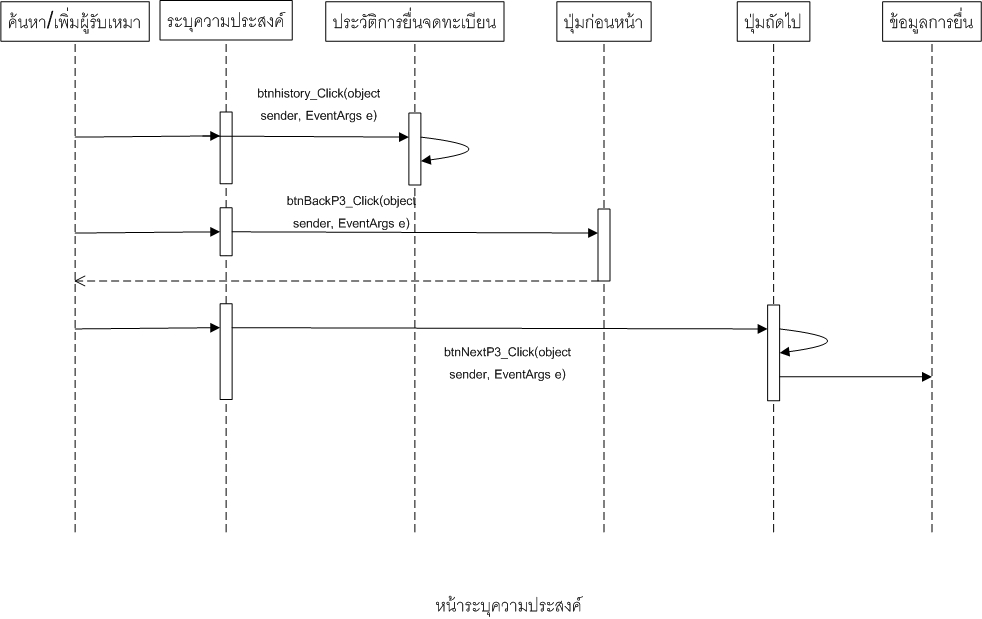 ค้นหา/เพิ่มผู้รับเหมา
ระบุความประสงค์
ประวัติการยื่นจดทะเบียน
ปุ่มก่อนหน้า
ปุ่มถัดไป
ข้อมูลการยื่น
btnhistory_Click(object
sender, EventArgs e)
btnBackP3_Click(object
sender, EventArgs e)
btnNextP3_Click(object
sender, EventArgs e)
หน้าระบุความประสงค์